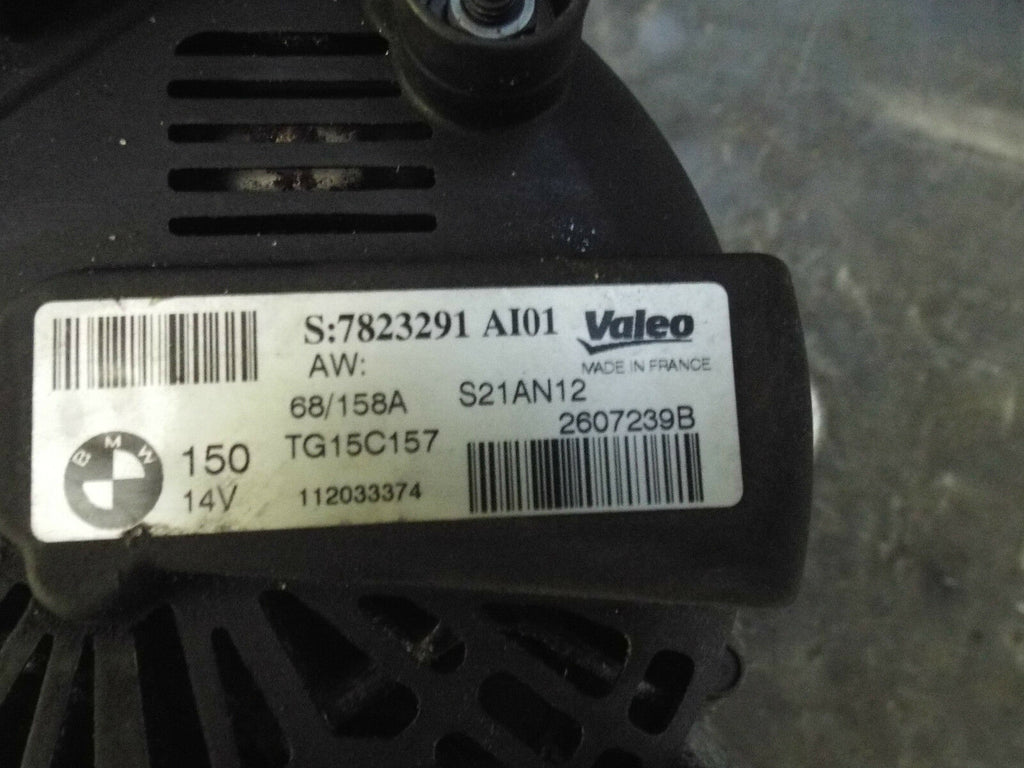 S:7823291 AI01 Valeo
AW: MADE IN FRANCE
68/158A S21AN12
2607239B
BMW 150 TG15C157
14V 112033374